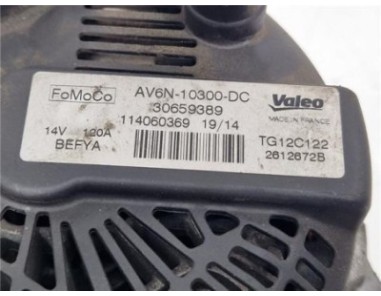 FoMoCo AV6N-10300-DC Valeo
30659389 MADE IN FRANCE
114060369 19/14
14V 120A TG12C122
BEFYA 2612672B